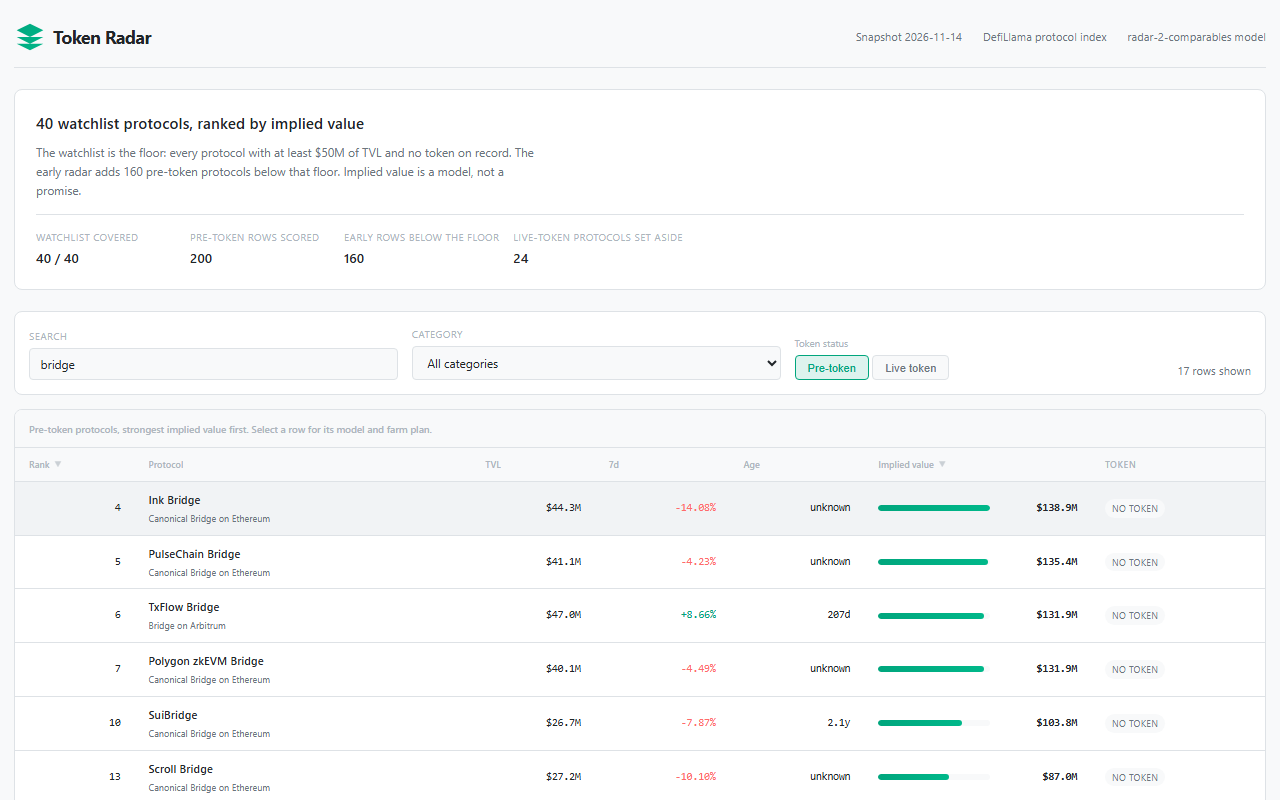 Token Radar
Snapshot 2026-11-14
DefiLlama protocol index
radar-2-comparables model
40 watchlist protocols, ranked by implied value
The watchlist is the floor: every protocol with at least $50M of TVL and no token on record. The
early radar adds 160 pre-token protocols below that floor. Implied value is a model, not a
promise.
WATCHLIST COVERED
40 / 40
PRE-TOKEN ROWS SCORED
200
EARLY ROWS BELOW THE FLOOR
160
LIVE-TOKEN PROTOCOLS SET ASIDE
24
SEARCH
bridge
CATEGORY
All categories
Token status
Pre-token
Live token
17 rows shown
Pre-token protocols, strongest implied value first. Select a row for its model and farm plan.
Rank ▼ Protocol TVL 7d Age Implied value ▼ TOKEN
4 Ink Bridge $44.3M -14.08% unknown $138.9M NO TOKEN
Canonical Bridge on Ethereum
5 PulseChain Bridge $41.1M -4.23% unknown $135.4M NO TOKEN
Canonical Bridge on Ethereum
6 TxFlow Bridge $47.0M +8.66% 207d $131.9M NO TOKEN
Bridge on Arbitrum
7 Polygon zkEVM Bridge $40.1M -4.49% unknown $131.9M NO TOKEN
Canonical Bridge on Ethereum
10 SuiBridge $26.7M -7.87% 2.1y $103.8M NO TOKEN
Canonical Bridge on Ethereum
13 Scroll Bridge $27.2M -10.10% unknown $87.0M NO TOKEN
Canonical Bridge on Ethereum